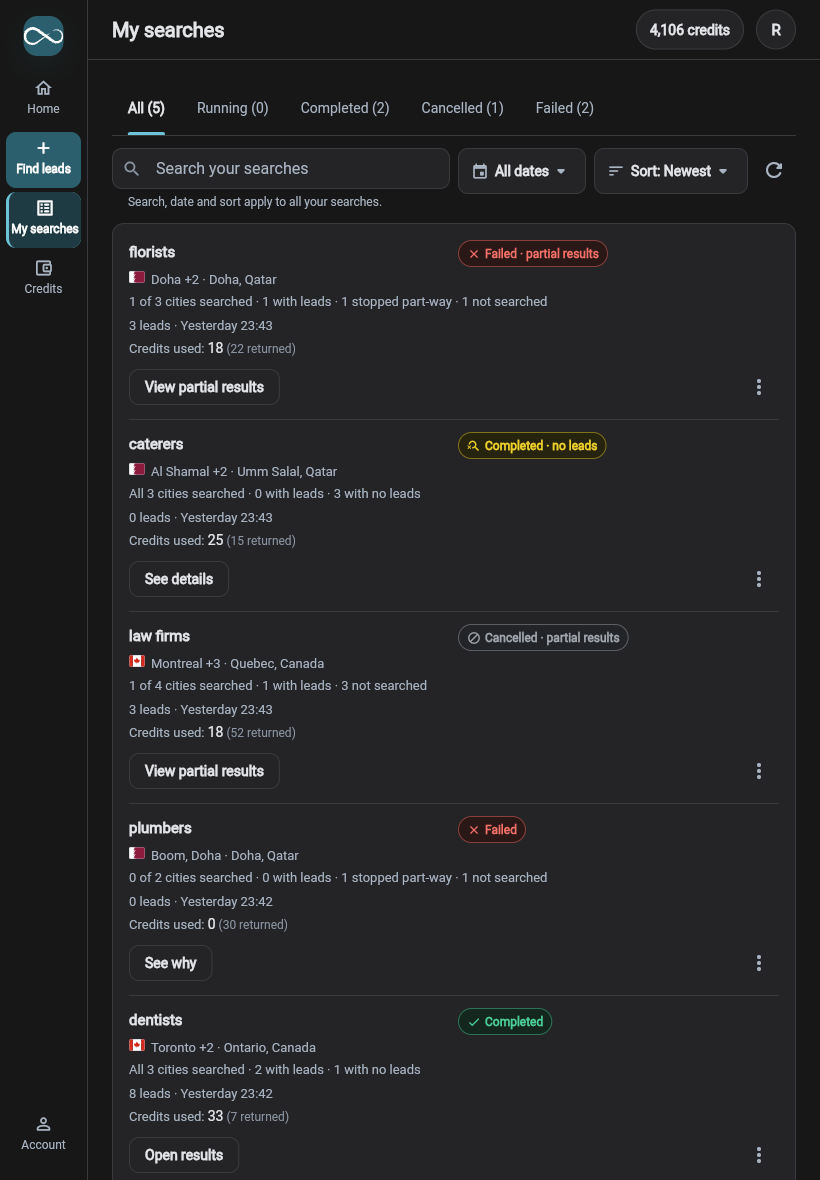 My searches
4,106 credits
R
Home
Find leads
My searches
Credits
Account
All (5)
Running (0)
Completed (2)
Cancelled (1)
Failed (2)
Search your searches
All dates
Sort: Newest
Search, date and sort apply to all your searches.
florists
Failed · partial results
Doha +2 · Doha, Qatar
1 of 3 cities searched · 1 with leads · 1 stopped part-way · 1 not searched
3 leads · Yesterday 23:43
Credits used: 18 (22 returned)
View partial results
caterers
Completed · no leads
Al Shamal +2 · Umm Salal, Qatar
All 3 cities searched · 0 with leads · 3 with no leads
0 leads · Yesterday 23:43
Credits used: 25 (15 returned)
See details
law firms
Cancelled · partial results
Montreal +3 · Quebec, Canada
1 of 4 cities searched · 1 with leads · 3 not searched
3 leads · Yesterday 23:43
Credits used: 18 (52 returned)
View partial results
plumbers
Failed
Boom, Doha · Doha, Qatar
0 of 2 cities searched · 0 with leads · 1 stopped part-way · 1 not searched
0 leads · Yesterday 23:42
Credits used: 0 (30 returned)
See why
dentists
Completed
Toronto +2 · Ontario, Canada
All 3 cities searched · 2 with leads · 1 with no leads
8 leads · Yesterday 23:42
Credits used: 33 (7 returned)
Open results